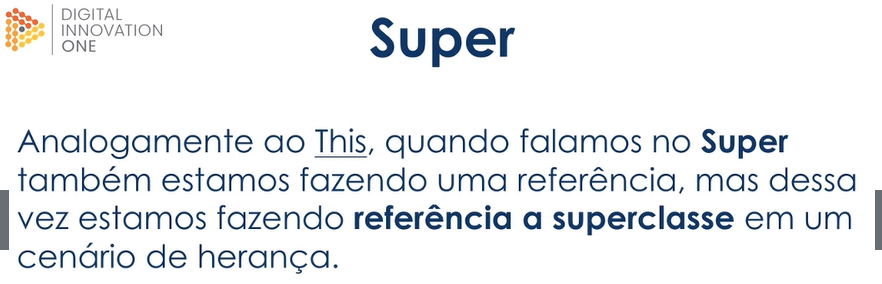 DIGITAL
INNOVATION
ONE
Super
Analogamente ao This, quando falamos no Super
também estamos fazendo uma referência, mas dessa
vez estamos fazendo referência a superclasse em um
cenário de herança.